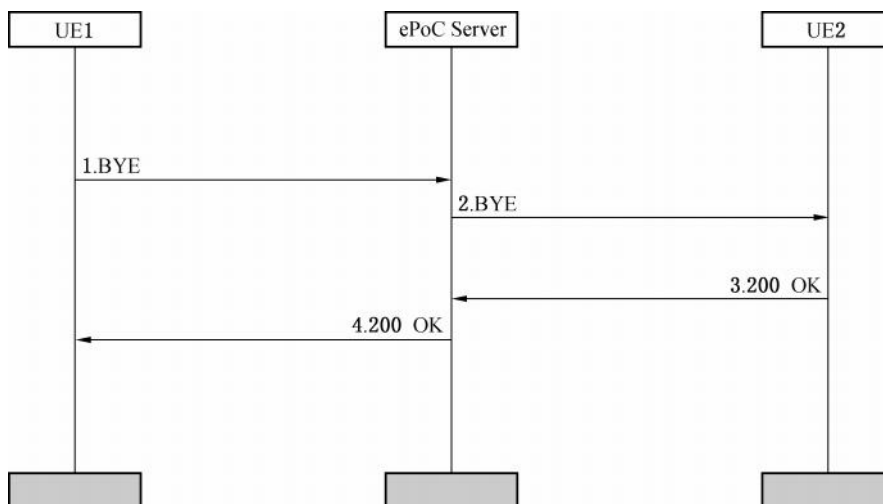 UE1
ePoC Server
UE2
1.BYE
2.BYE
3.200 OK
4.200 OK